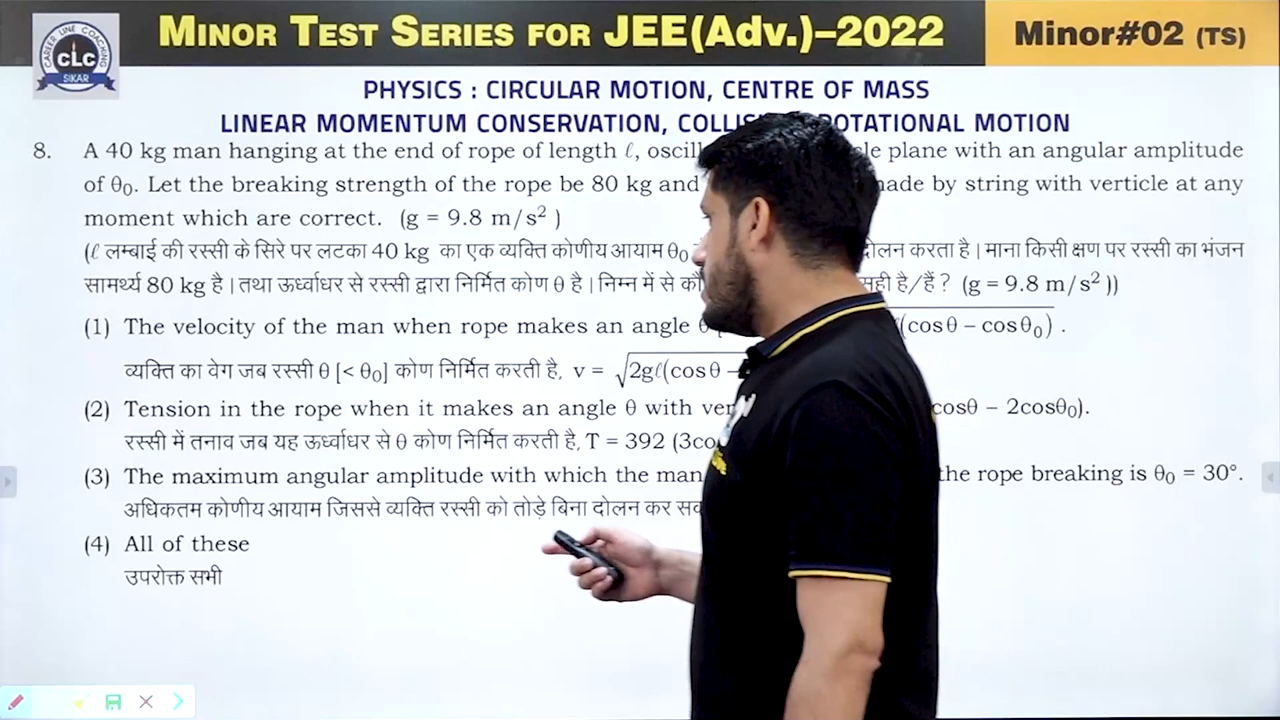 MINOR TEST SERIES FOR JEE(Adv.)–2022
Minor#02 (TS)
CAREER LINE COACHING
CLC
SIKAR
PHYSICS : CIRCULAR MOTION, CENTRE OF MASS
LINEAR MOMENTUM CONSERVATION, ROTATIONAL MOTION
8. A 40 kg man hanging at the end of rope of length ℓ, plane with an angular amplitude
of θ₀. Let the breaking strength of the rope be 80 kg and made by string with verticle at any
moment which are correct. (g = 9.8 m/s² )
(ℓ लम्बाई की रस्सी के सिरे पर लटका 40 kg का एक व्यक्ति कोणीय आयाम θ₀ दोलन करता है | माना किसी क्षण पर रस्सी का भंजन
सामर्थ्य 80 kg है | तथा ऊर्ध्वाधर से रस्सी द्वारा निर्मित कोण θ है | निम्न में से सही है/हैं ? (g = 9.8 m/s² ))
(1) The velocity of the man when rope makes an angle θ (cosθ – cosθ₀) .
व्यक्ति का वेग जब रस्सी θ [< θ₀] कोण निर्मित करती है, v = √2gℓ(cosθ –
(2) Tension in the rope when it makes an angle θ with cosθ – 2cosθ₀).
रस्सी में तनाव जब यह ऊर्ध्वाधर से θ कोण निर्मित करती है, T = 392 (3co
(3) The maximum angular amplitude with which the man the rope breaking is θ₀ = 30°.
अधिकतम कोणीय आयाम जिससे व्यक्ति रस्सी को तोड़े बिना दोलन कर
(4) All of these
उपरोक्त सभी